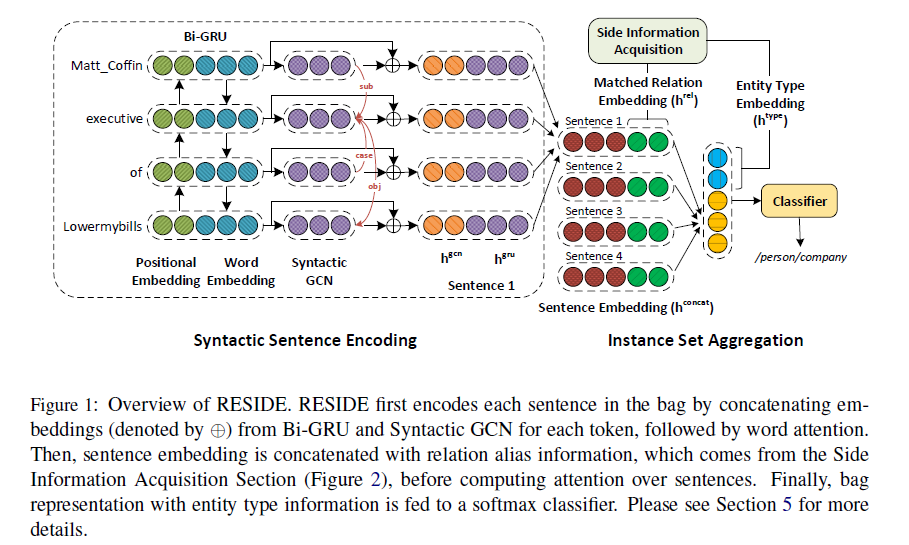 Bi-GRU
Matt_Coffin
executive
of
Lowermybills
sub
case
obj
Positional
Embedding
Word
Embedding
Syntactic
GCN
h^gcn
h^gru
Sentence 1
Syntactic Sentence Encoding
Side Information
Acquisition
Matched Relation
Embedding (h^rel)
Entity Type
Embedding
(h^type)
Sentence 1
Sentence 2
Sentence 3
Sentence 4
Classifier
/person/company
Sentence Embedding (h^concat)
Instance Set Aggregation
Figure 1: Overview of RESIDE. RESIDE first encodes each sentence in the bag by concatenating em-
beddings (denoted by ⊕) from Bi-GRU and Syntactic GCN for each token, followed by word attention.
Then, sentence embedding is concatenated with relation alias information, which comes from the Side
Information Acquisition Section (Figure 2), before computing attention over sentences. Finally, bag
representation with entity type information is fed to a softmax classifier. Please see Section 5 for more
details.